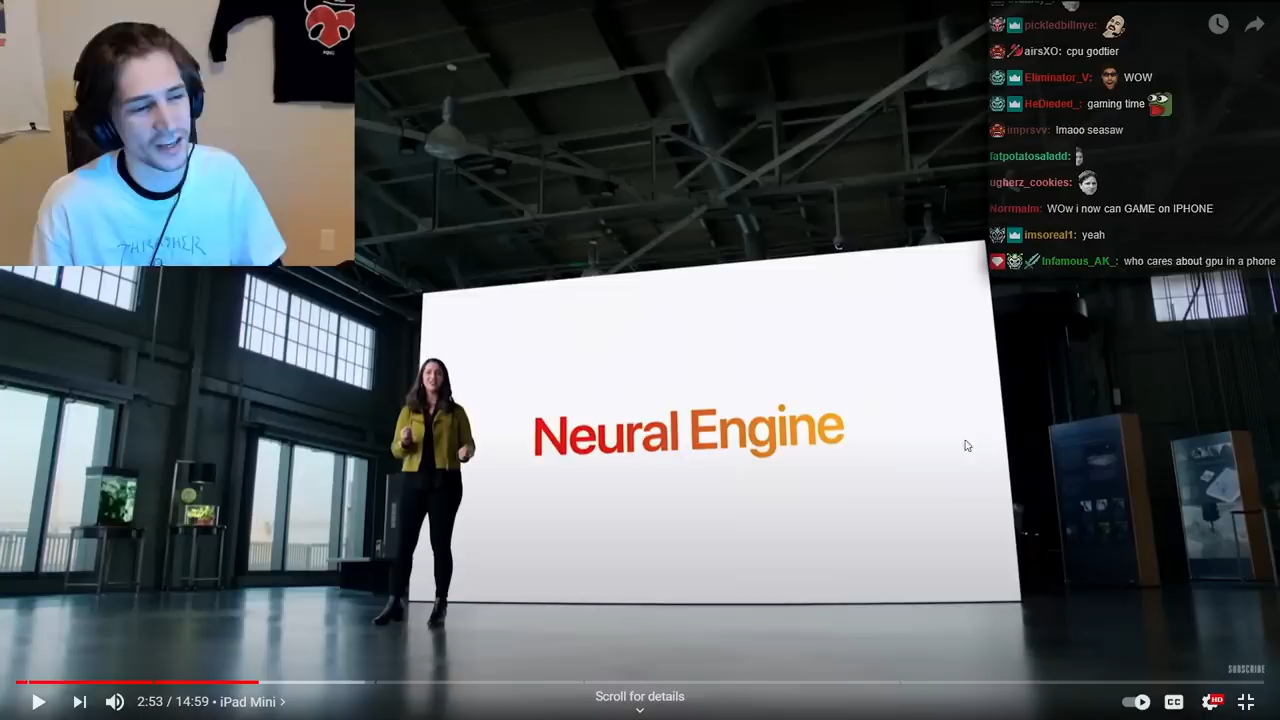 pickledbillnye:
airsXO: cpu godtier
Eliminator_V: WOW
HeDieded_: gaming time
imprsvv: lmaoo seasaw
fatpotatosaladd:
ugherz_cookies:
Norrmalm: WOw i now can GAME on IPHONE
imsoreal1: yeah
Infamous_AK_: who cares about gpu in a phone
THRASHER
Neural Engine
SUBSCRIBE
2:53 / 14:59 • iPad Mini >
Scroll for details
CC
HD